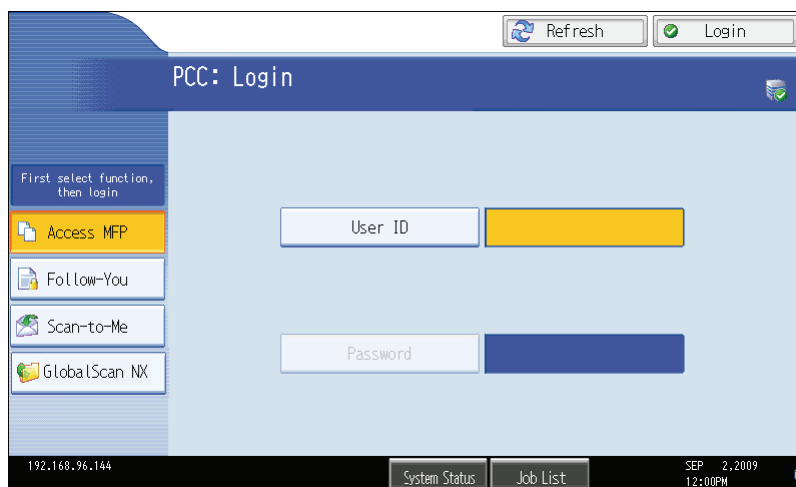 Refresh
Login
PCC: Login
First select function,
then login
Access MFP
Follow-You
Scan-to-Me
GlobalScan NX
User ID
Password
192.168.96.144
System Status
Job List
SEP 2,2009
12:00PM